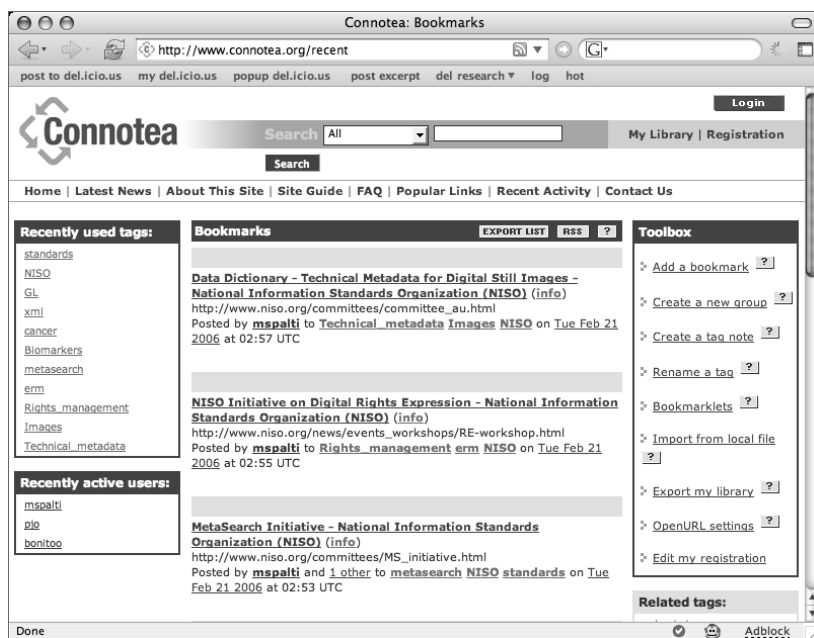 Connotea: Bookmarks
http://www.connotea.org/recent
G
post to del.icio.us my del.icio.us popup del.icio.us post excerpt del research log hot
Login
Connotea
Search All
My Library | Registration
Search
Home | Latest News | About This Site | Site Guide | FAQ | Popular Links | Recent Activity | Contact Us
Recently used tags:
standards
NISO
GL
xml
cancer
Biomarkers
metasearch
erm
Rights_management
Images
Technical_metadata
Recently active users:
mspalti
pjo
bonitoo
Bookmarks EXPORT LIST RSS ?
Data Dictionary - Technical Metadata for Digital Still Images -
National Information Standards Organization (NISO) (info)
http://www.niso.org/committees/committee_au.html
Posted by mspalti to Technical_metadata Images NISO on Tue Feb 21
2006 at 02:57 UTC
NISO Initiative on Digital Rights Expression - National Information
Standards Organization (NISO) (info)
http://www.niso.org/news/events_workshops/RE-workshop.html
Posted by mspalti to Rights_management erm NISO on Tue Feb 21
2006 at 02:55 UTC
MetaSearch Initiative - National Information Standards
Organization (NISO) (info)
http://www.niso.org/committees/MS_initiative.html
Posted by mspalti and 1 other to metasearch NISO standards on Tue
Feb 21 2006 at 02:53 UTC
Toolbox
Add a bookmark ?
Create a new group ?
Create a tag note ?
Rename a tag ?
Bookmarklets ?
Import from local file
?
Export my library ?
OpenURL settings ?
Edit my registration
Related tags:
Done
Adblock